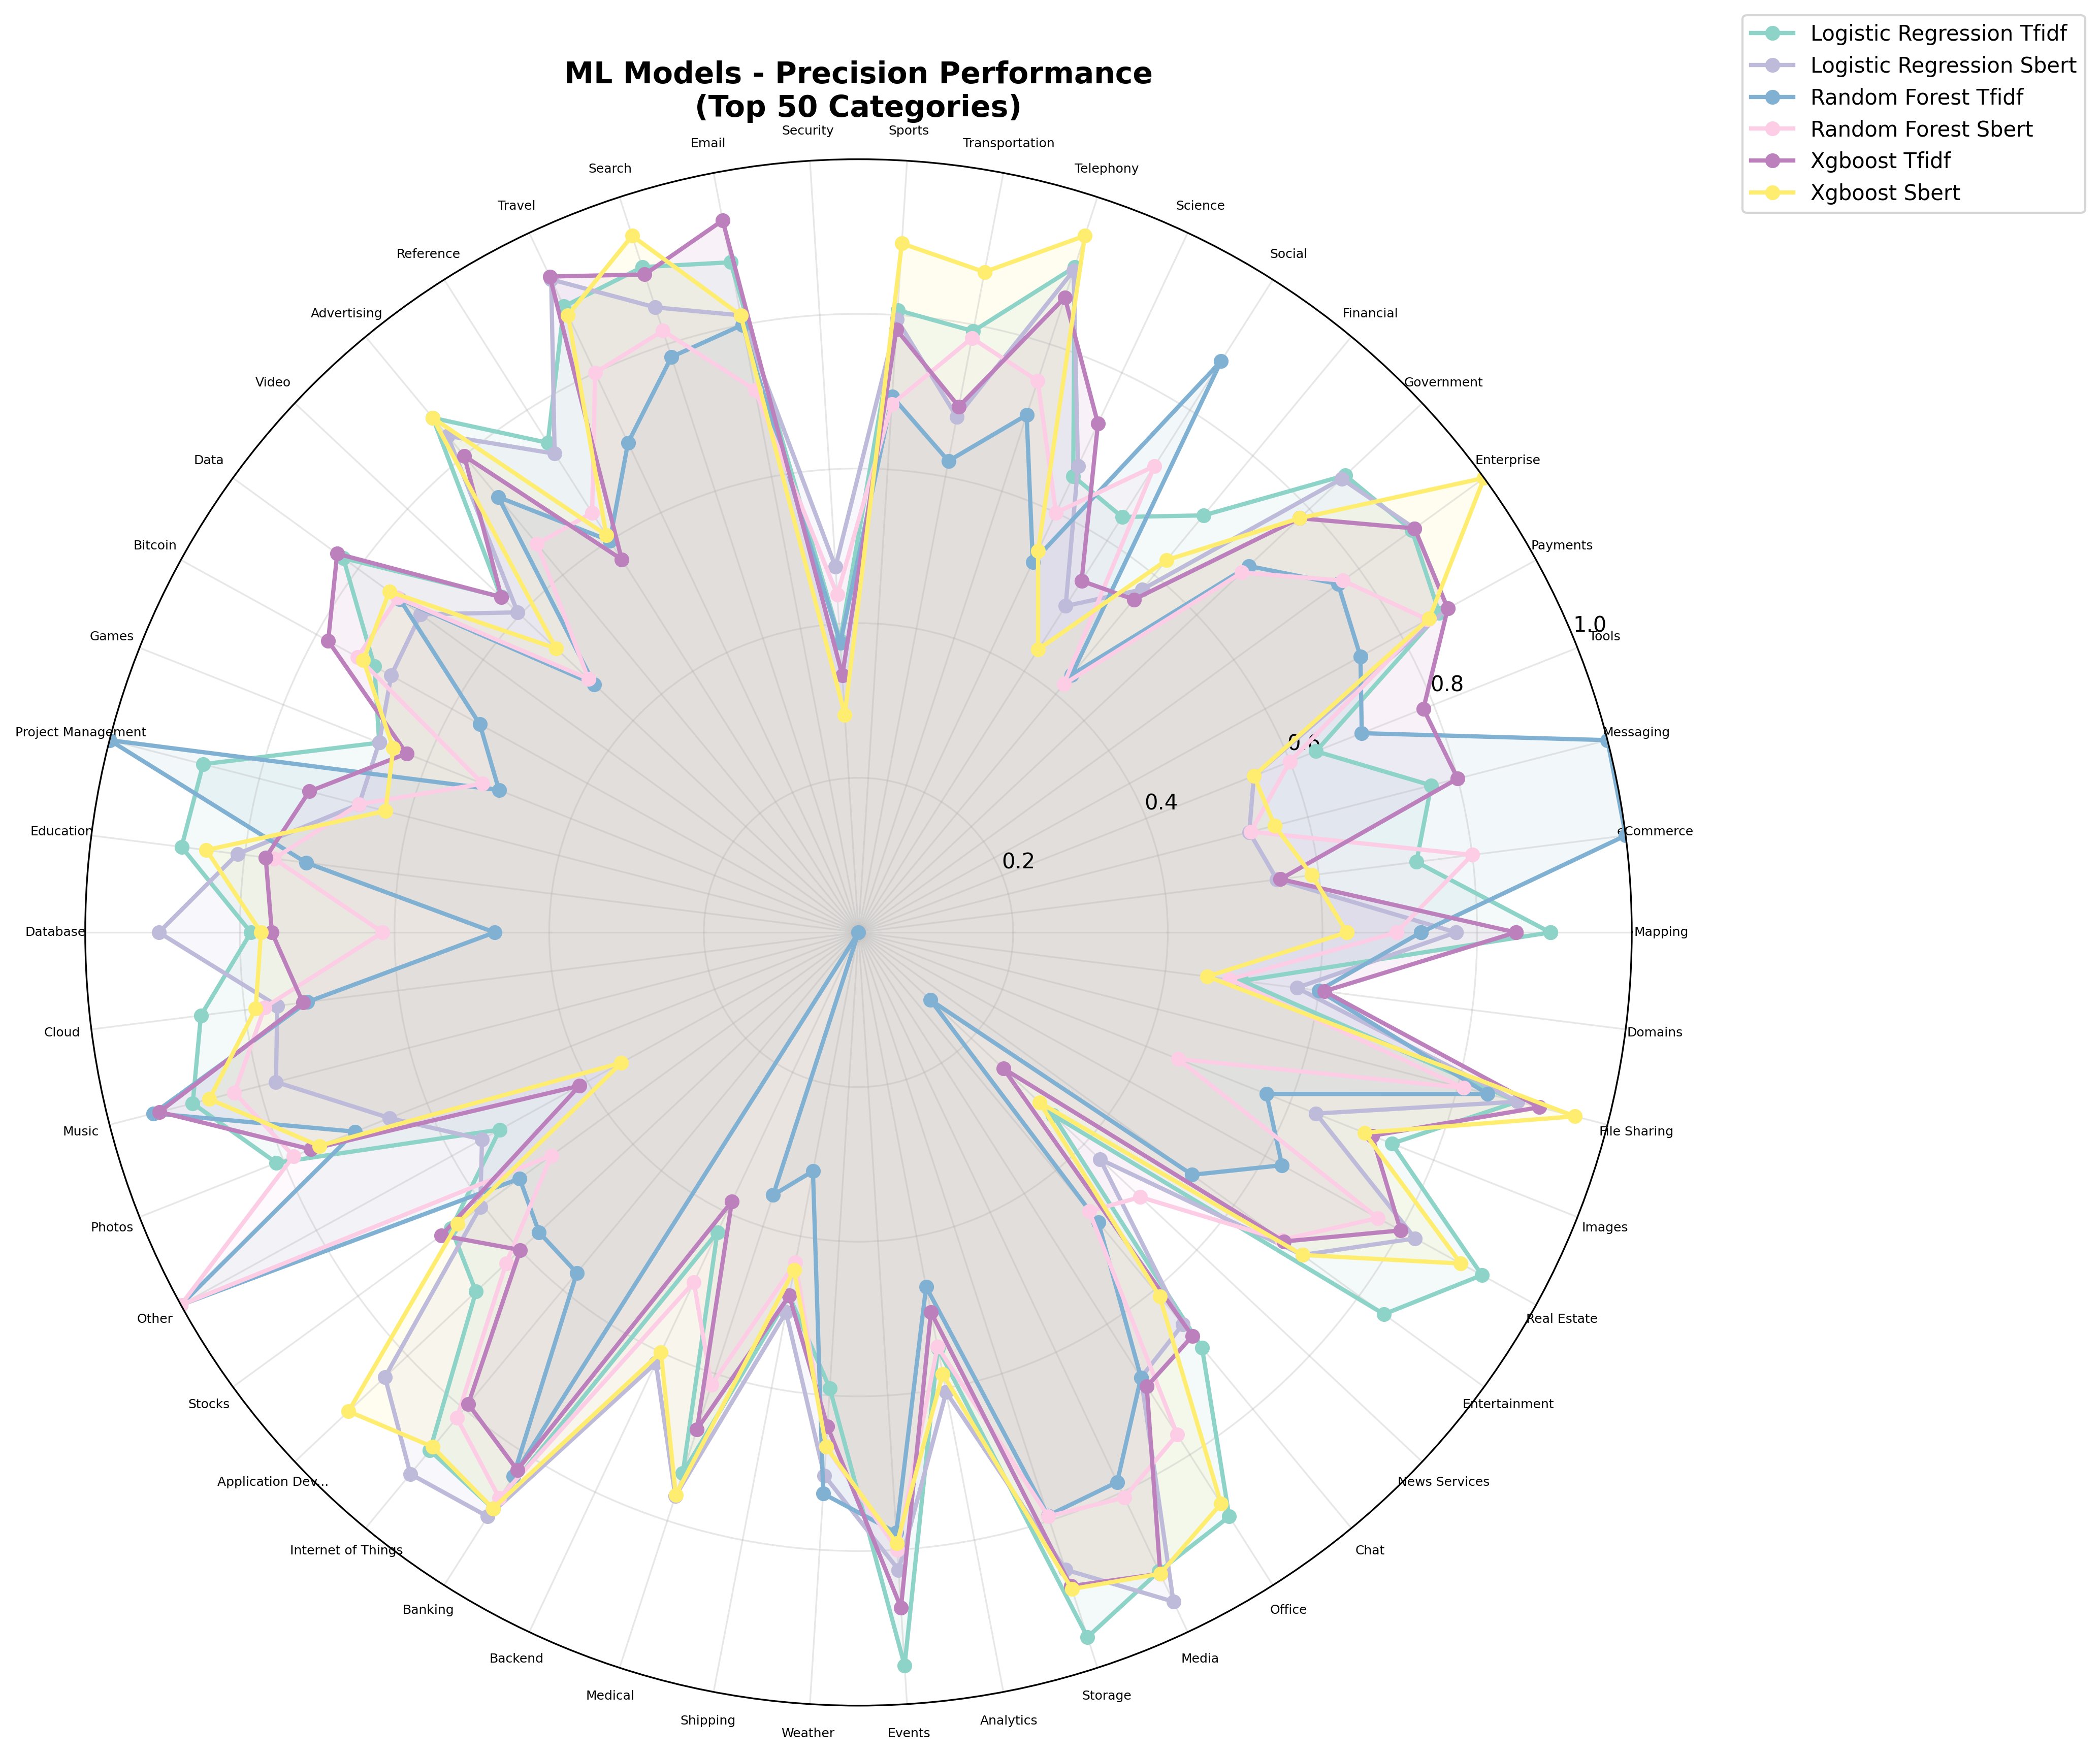 ML Models - Precision Performance
(Top 50 Categories)
Logistic Regression Tfidf
Logistic Regression Sbert
Random Forest Tfidf
Random Forest Sbert
Xgboost Tfidf
Xgboost Sbert
Mapping
eCommerce
Messaging
Tools
Payments
Enterprise
Government
Financial
Social
Science
Telephony
Transportation
Sports
Security
Email
Search
Travel
Reference
Advertising
Video
Data
Bitcoin
Games
Project Management
Education
Database
Cloud
Music
Photos
Other
Stocks
Application Dev...
Internet of Things
Banking
Backend
Medical
Shipping
Weather
Events
Analytics
Storage
Media
Office
Chat
News Services
Entertainment
Real Estate
Images
File Sharing
Domains
0.2
0.4
0.6
0.8
1.0